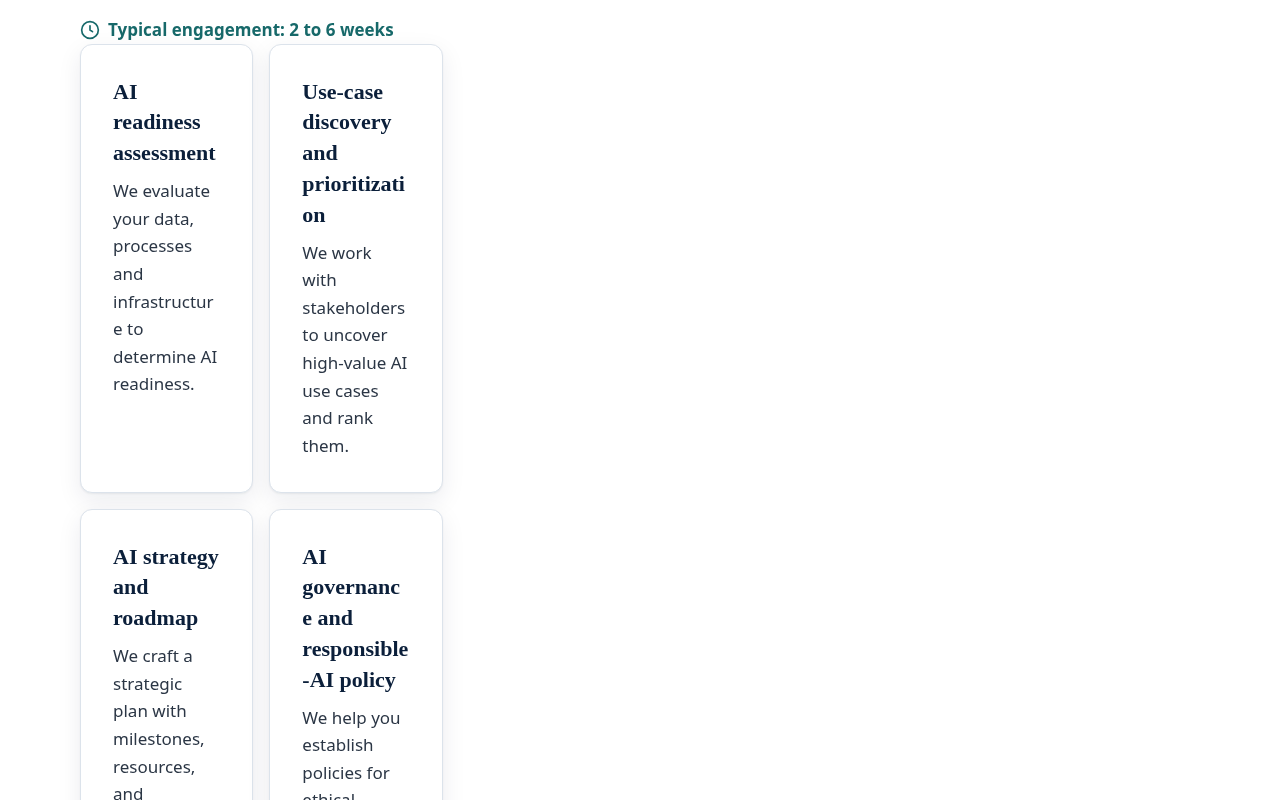 Typical engagement: 2 to 6 weeks
AI
readiness
assessment
We evaluate
your data,
processes
and
infrastructur
e to
determine AI
readiness.
Use-case
discovery
and
prioritizati
on
We work
with
stakeholders
to uncover
high-value AI
use cases
and rank
them.
AI strategy
and
roadmap
We craft a
strategic
plan with
milestones,
resources,
and
AI
governanc
e and
responsible
-AI policy
We help you
establish
policies for
ethical